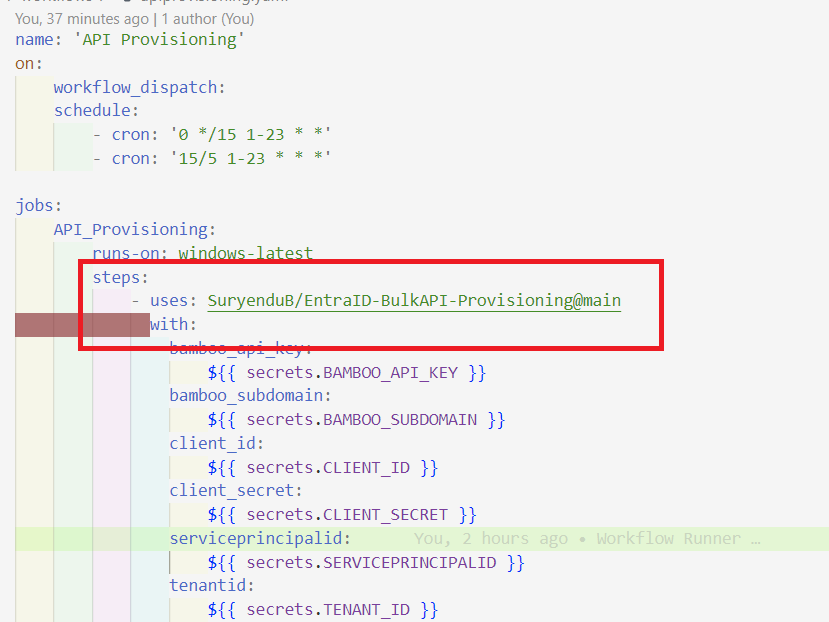 You, 37 minutes ago | 1 author (You)
name: 'API Provisioning'
on:
workflow_dispatch:
schedule:
- cron: '0 */15 1-23 * *'
- cron: '15/5 1-23 * * *'
jobs:
API_Provisioning:
runs-on: windows-latest
steps:
- uses: SuryenduB/EntraID-BulkAPI-Provisioning@main
with:
bamboo_api_key:
${{ secrets.BAMBOO_API_KEY }}
bamboo_subdomain:
${{ secrets.BAMBOO_SUBDOMAIN }}
client_id:
${{ secrets.CLIENT_ID }}
client_secret:
${{ secrets.CLIENT_SECRET }}
serviceprincipalid: You, 2 hours ago • Workflow Runner …
${{ secrets.SERVICEPRINCIPALID }}
tenantid:
${{ secrets.TENANT_ID }}